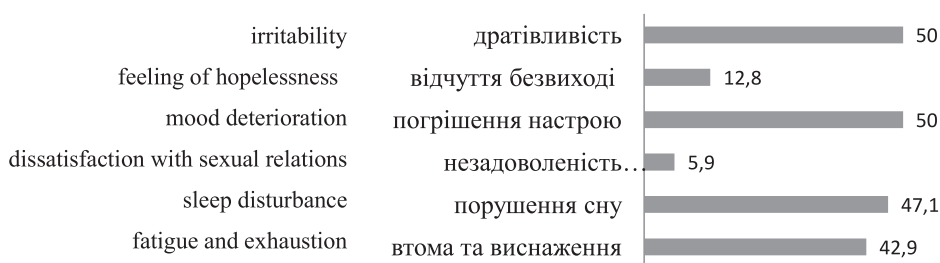 irritability дратівливість 50
feeling of hopelessness відчуття безвиході 12,8
mood deterioration погрішення настрою 50
dissatisfaction with sexual relations незадоволеність… 5,9
sleep disturbance порушення сну 47,1
fatigue and exhaustion втома та виснаження 42,9